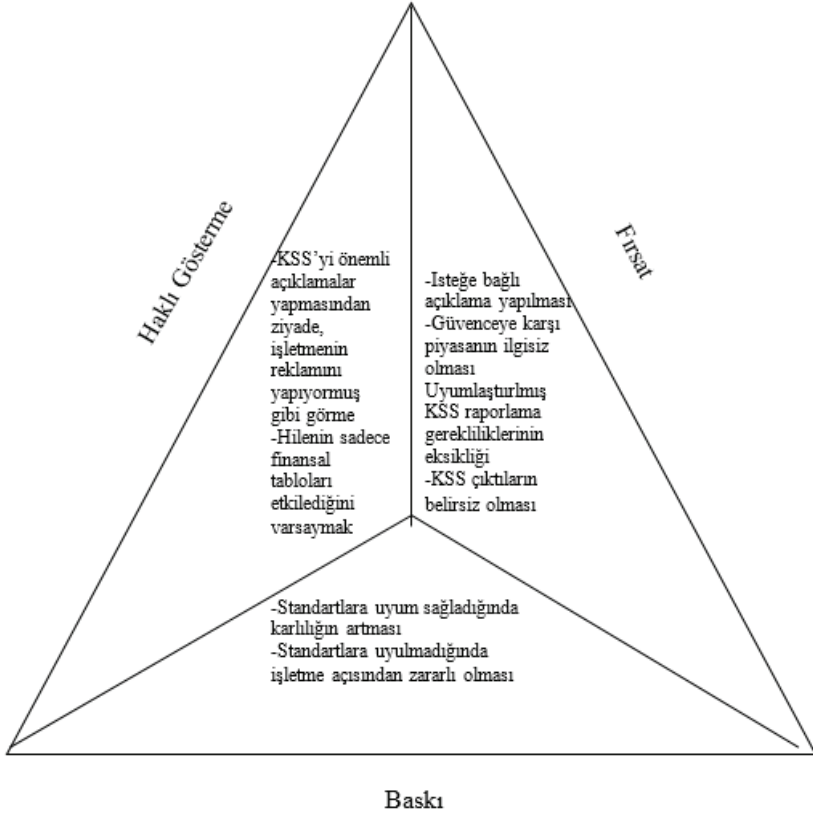 Haklı Gösterme
-KSS’yi önemli
açıklamalar
yapmasından
ziyade,
işletmenin
reklamını
yapıyormuş
gibi görme
-Hilenin sadece
finansal
tabloları
etkilediğini
varsaymak
Fırsat
-Isteğe bağlı
açıklama yapılması
-Güvenceye karşı
piyasanın ilgisiz
olması
Uyumlaştıırlmış
KSS raporlama
gerekliliklerinin
eksikliği
-KSS çıktıların
belirsiz olması
-Standartlara uyum sağladığında
karlılığın artması
-Standartlara uyulmadığında
işletme açısından zararlı olması
Baskı